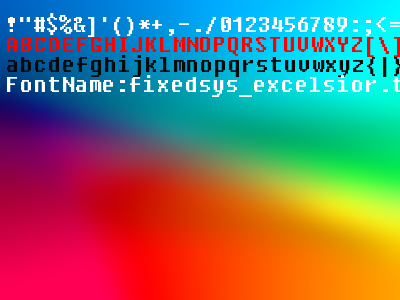 !"#$%&]'()*+,-./0123456789:;<=
ABCDEFGHIJKLMNOPQRSTUVWXYZ[\]
abcdefghijklmnopqrstuvwxyz{|}
FontName:fixedsys_excelsior.t